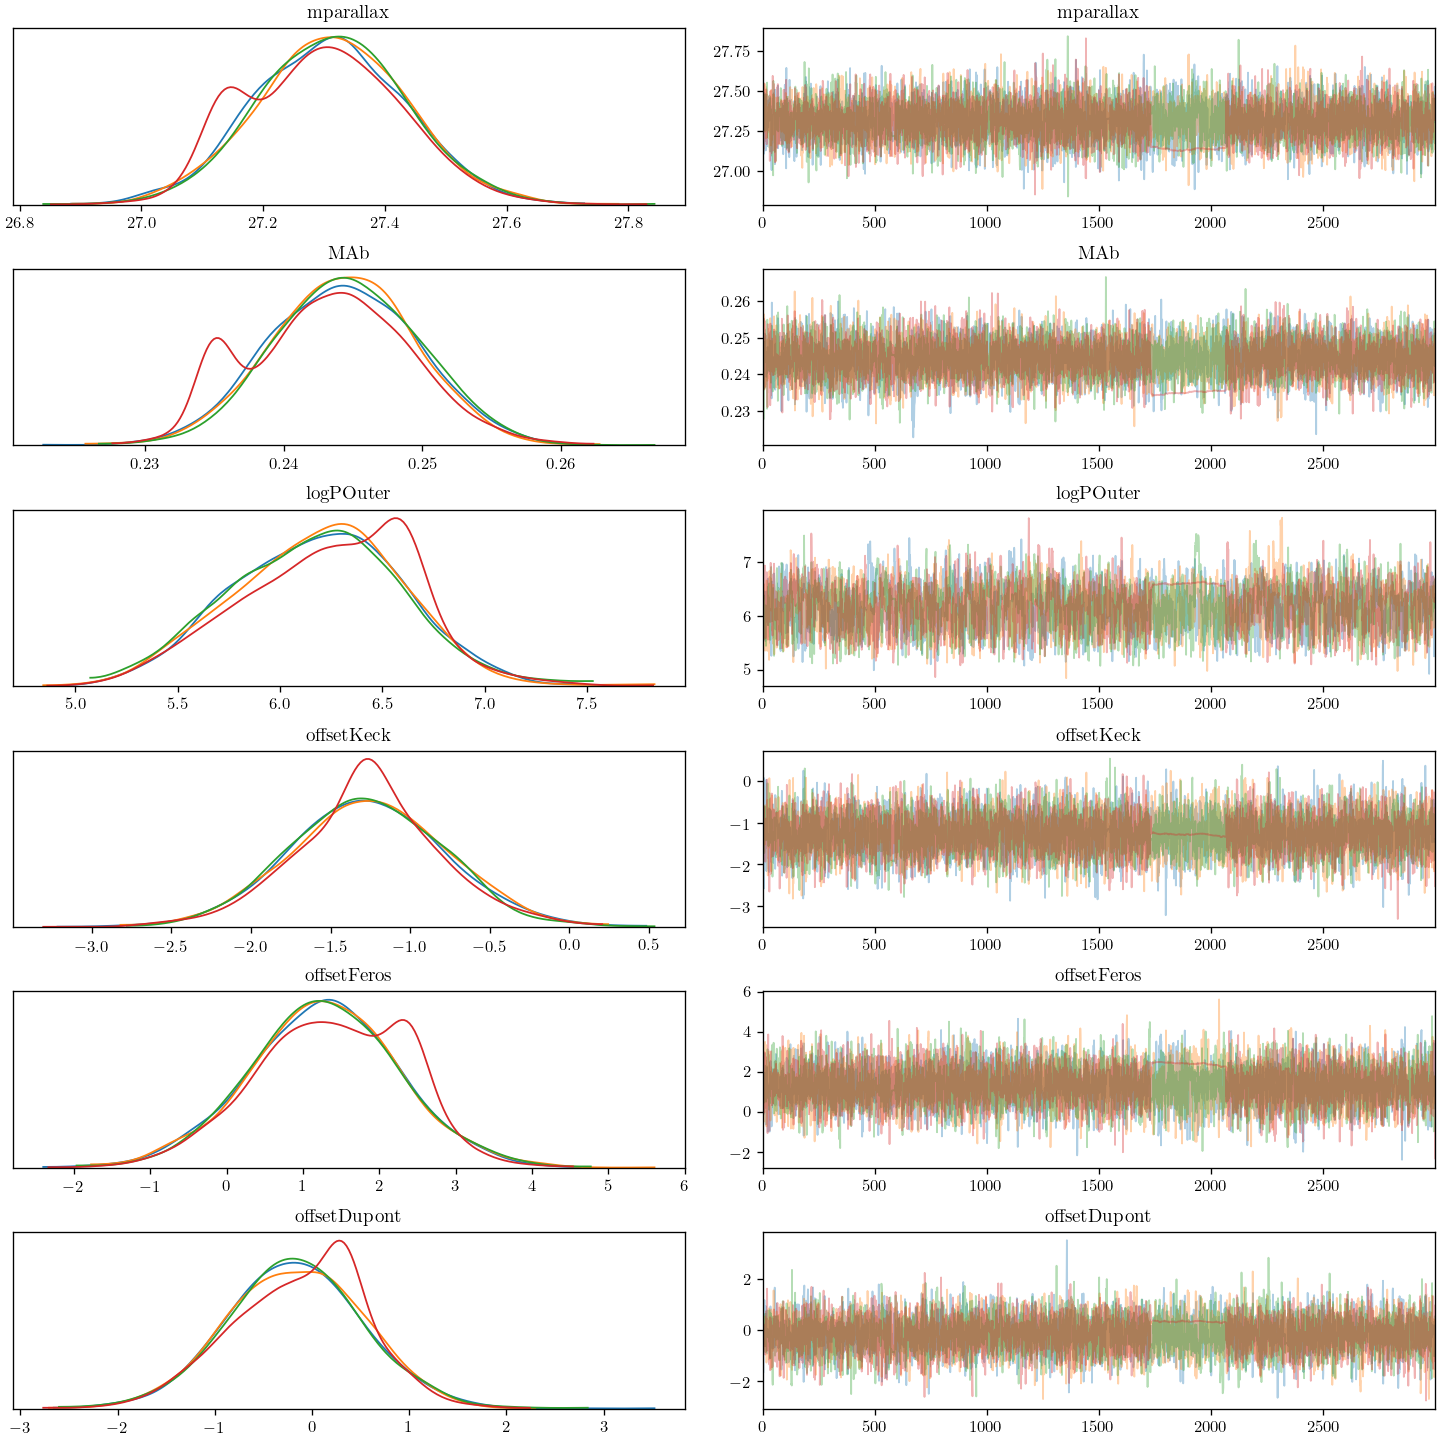 mparallax mparallax
27.75
27.50
27.25
27.00
26.8 27.0 27.2 27.4 27.6 27.8 0 500 1000 1500 2000 2500
MAb MAb
0.26
0.25
0.24
0.23
0.23 0.24 0.25 0.26 0 500 1000 1500 2000 2500
logPOuter logPOuter
7
6
5
5.0 5.5 6.0 6.5 7.0 7.5 0 500 1000 1500 2000 2500
offsetKeck offsetKeck
0
−1
−2
−3
−3.0 −2.5 −2.0 −1.5 −1.0 −0.5 0.0 0.5 0 500 1000 1500 2000 2500
offsetFeros offsetFeros
6
4
2
0
−2
−2 −1 0 1 2 3 4 5 6 0 500 1000 1500 2000 2500
offsetDupont offsetDupont
2
0
−2
−3 −2 −1 0 1 2 3 0 500 1000 1500 2000 2500